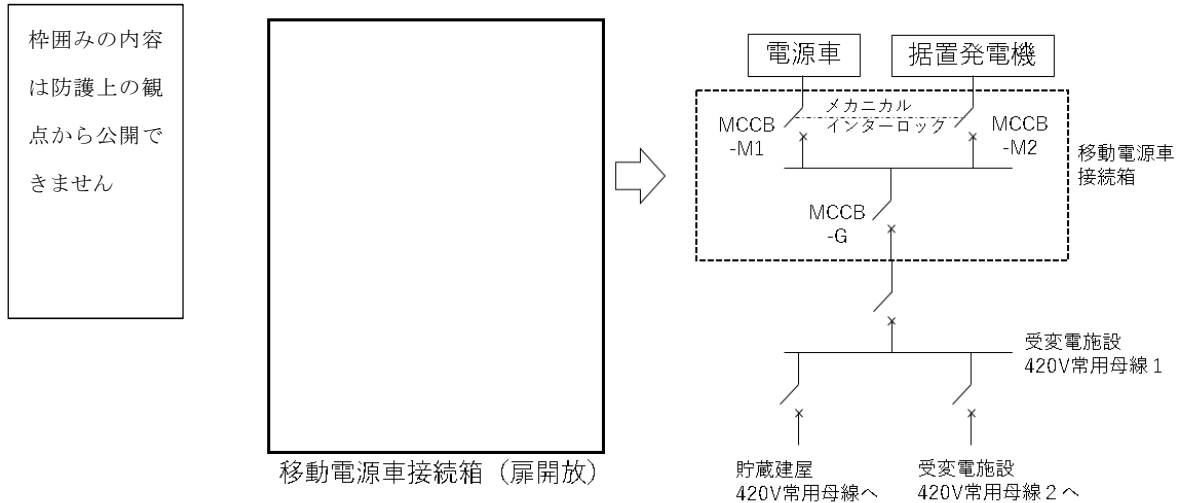 枠囲みの内容
は防護上の観
点から公開で
きません
移動電源車接続箱（扉開放）
電源車
据置発電機
メカニカル
インターロック
MCCB
-M1
MCCB
-M2
移動電源車
接続箱
MCCB
-G
受変電施設
420V常用母線１
貯蔵建屋
420V常用母線へ
受変電施設
420V常用母線２へ